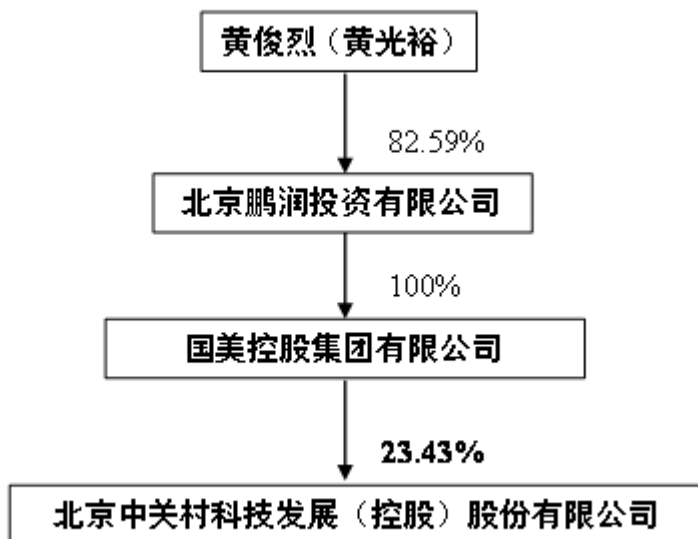 黄俊烈（黄光裕）
82.59%
北京鹏润投资有限公司
100%
国美控股集团有限公司
23.43%
北京中关村科技发展（控股）股份有限公司